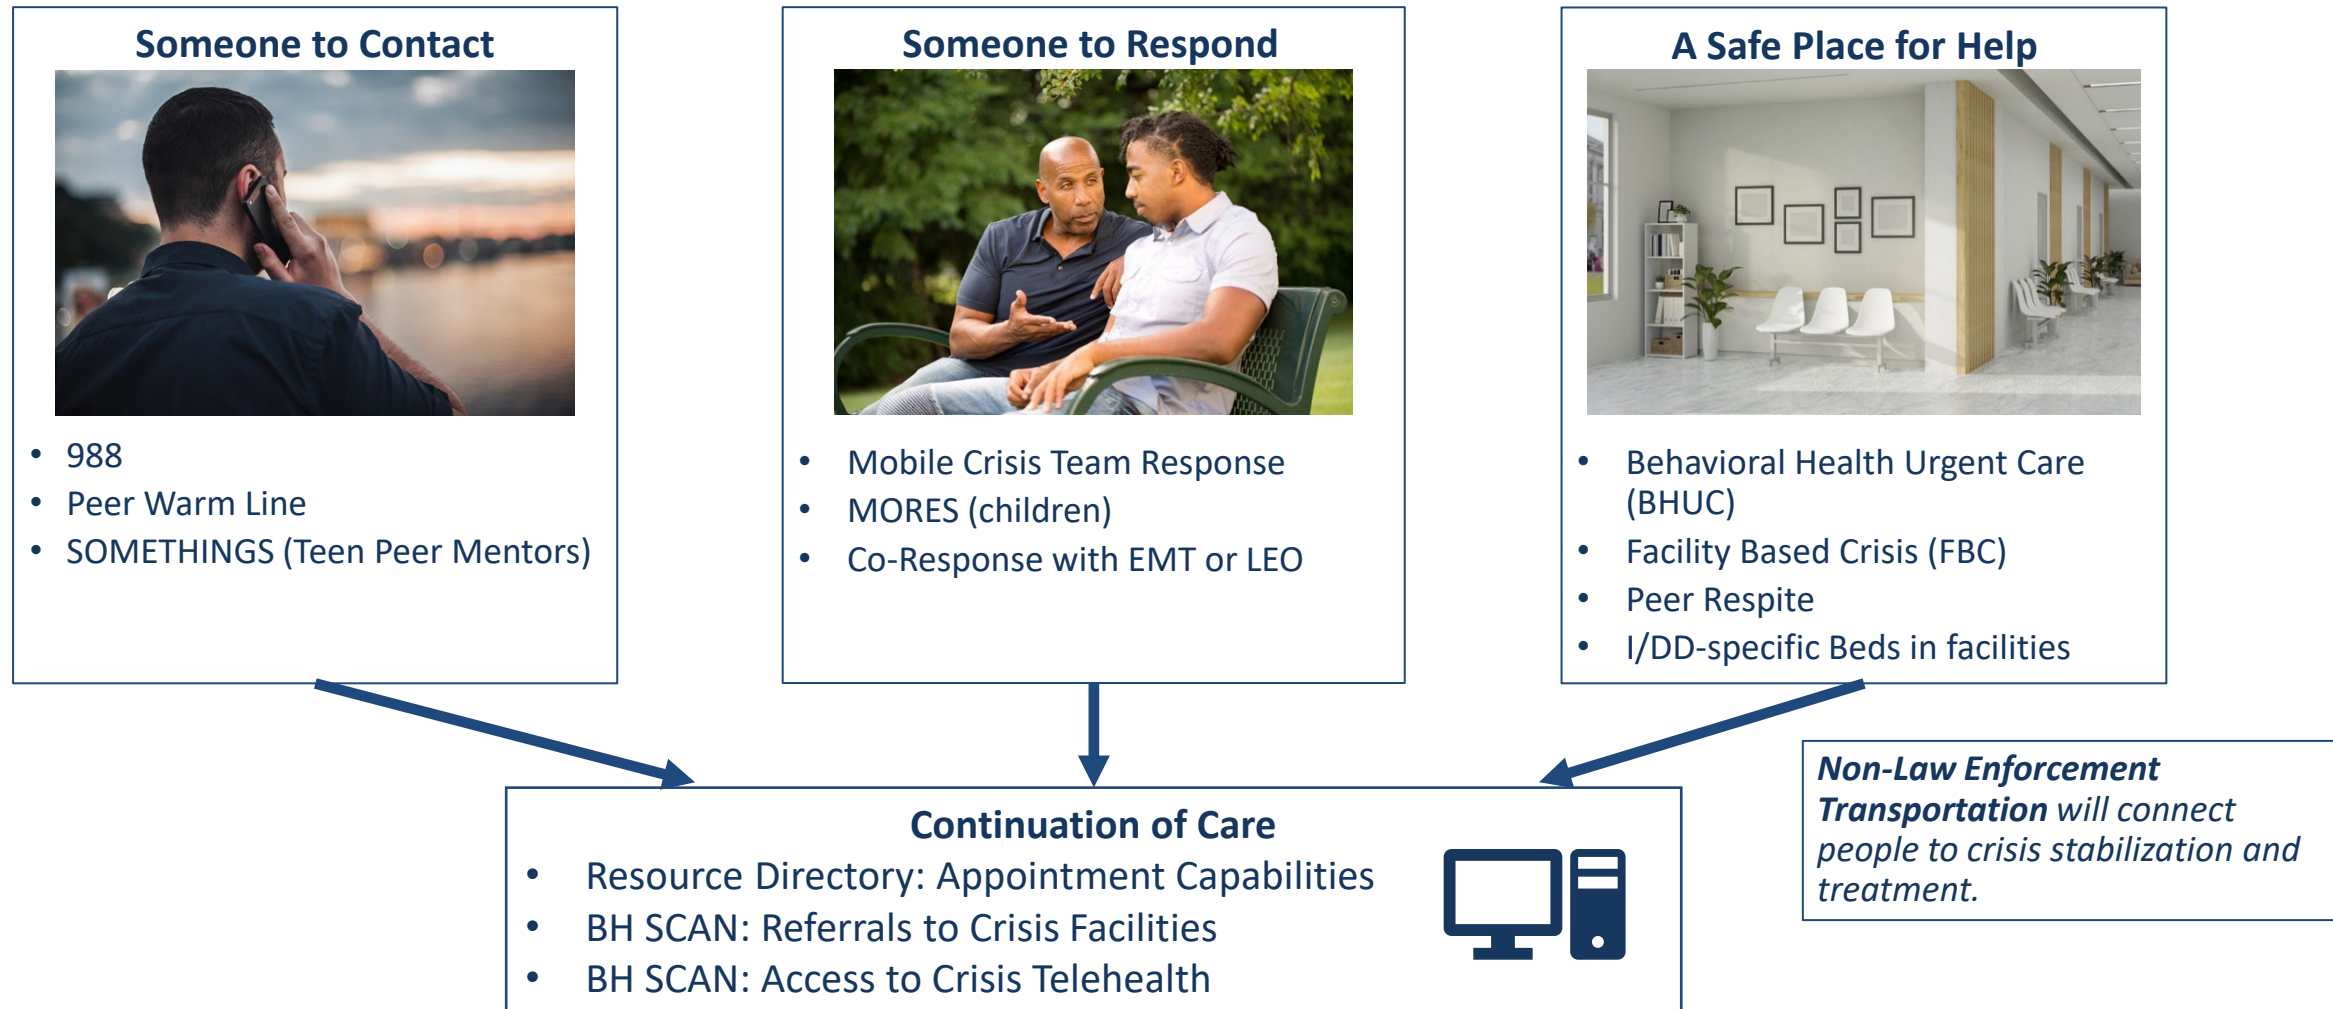 Someone to Contact
• 988
• Peer Warm Line
• SOMETHINGS (Teen Peer Mentors)
Someone to Respond
• Mobile Crisis Team Response
• MORES (children)
• Co-Response with EMT or LEO
A Safe Place for Help
• Behavioral Health Urgent Care
(BHUC)
• Facility Based Crisis (FBC)
• Peer Respite
• I/DD-specific Beds in facilities
Continuation of Care
• Resource Directory: Appointment Capabilities
• BH SCAN: Referrals to Crisis Facilities
• BH SCAN: Access to Crisis Telehealth
Non-Law Enforcement
Transportation will connect
people to crisis stabilization and
treatment.